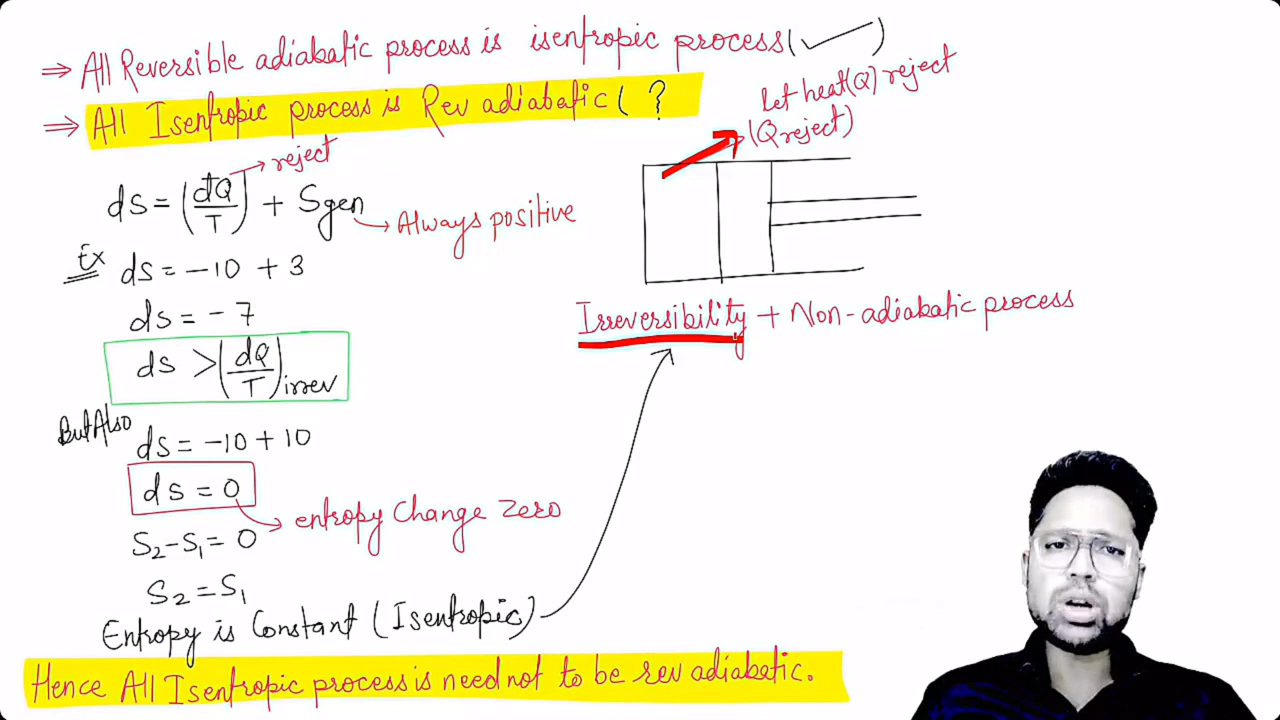 ⇒ All Reversible adiabatic process is isentropic process(✓)
⇒ All Isentropic process is Rev adiabatic ( ?
let heat(Q) reject
(Q reject)
reject
ds = (dQ/T) + Sgen
Always positive
Ex ds = -10 + 3
ds = -7
ds > (dQ/T)irrev
Irreversibility + Non-adiabatic process
But Also
ds = -10 + 10
ds = 0
entropy change zero
S2-S1 = 0
S2 = S1
Entropy is Constant (Isentropic)
Hence All Isentropic process is need not to be rev adiabatic.